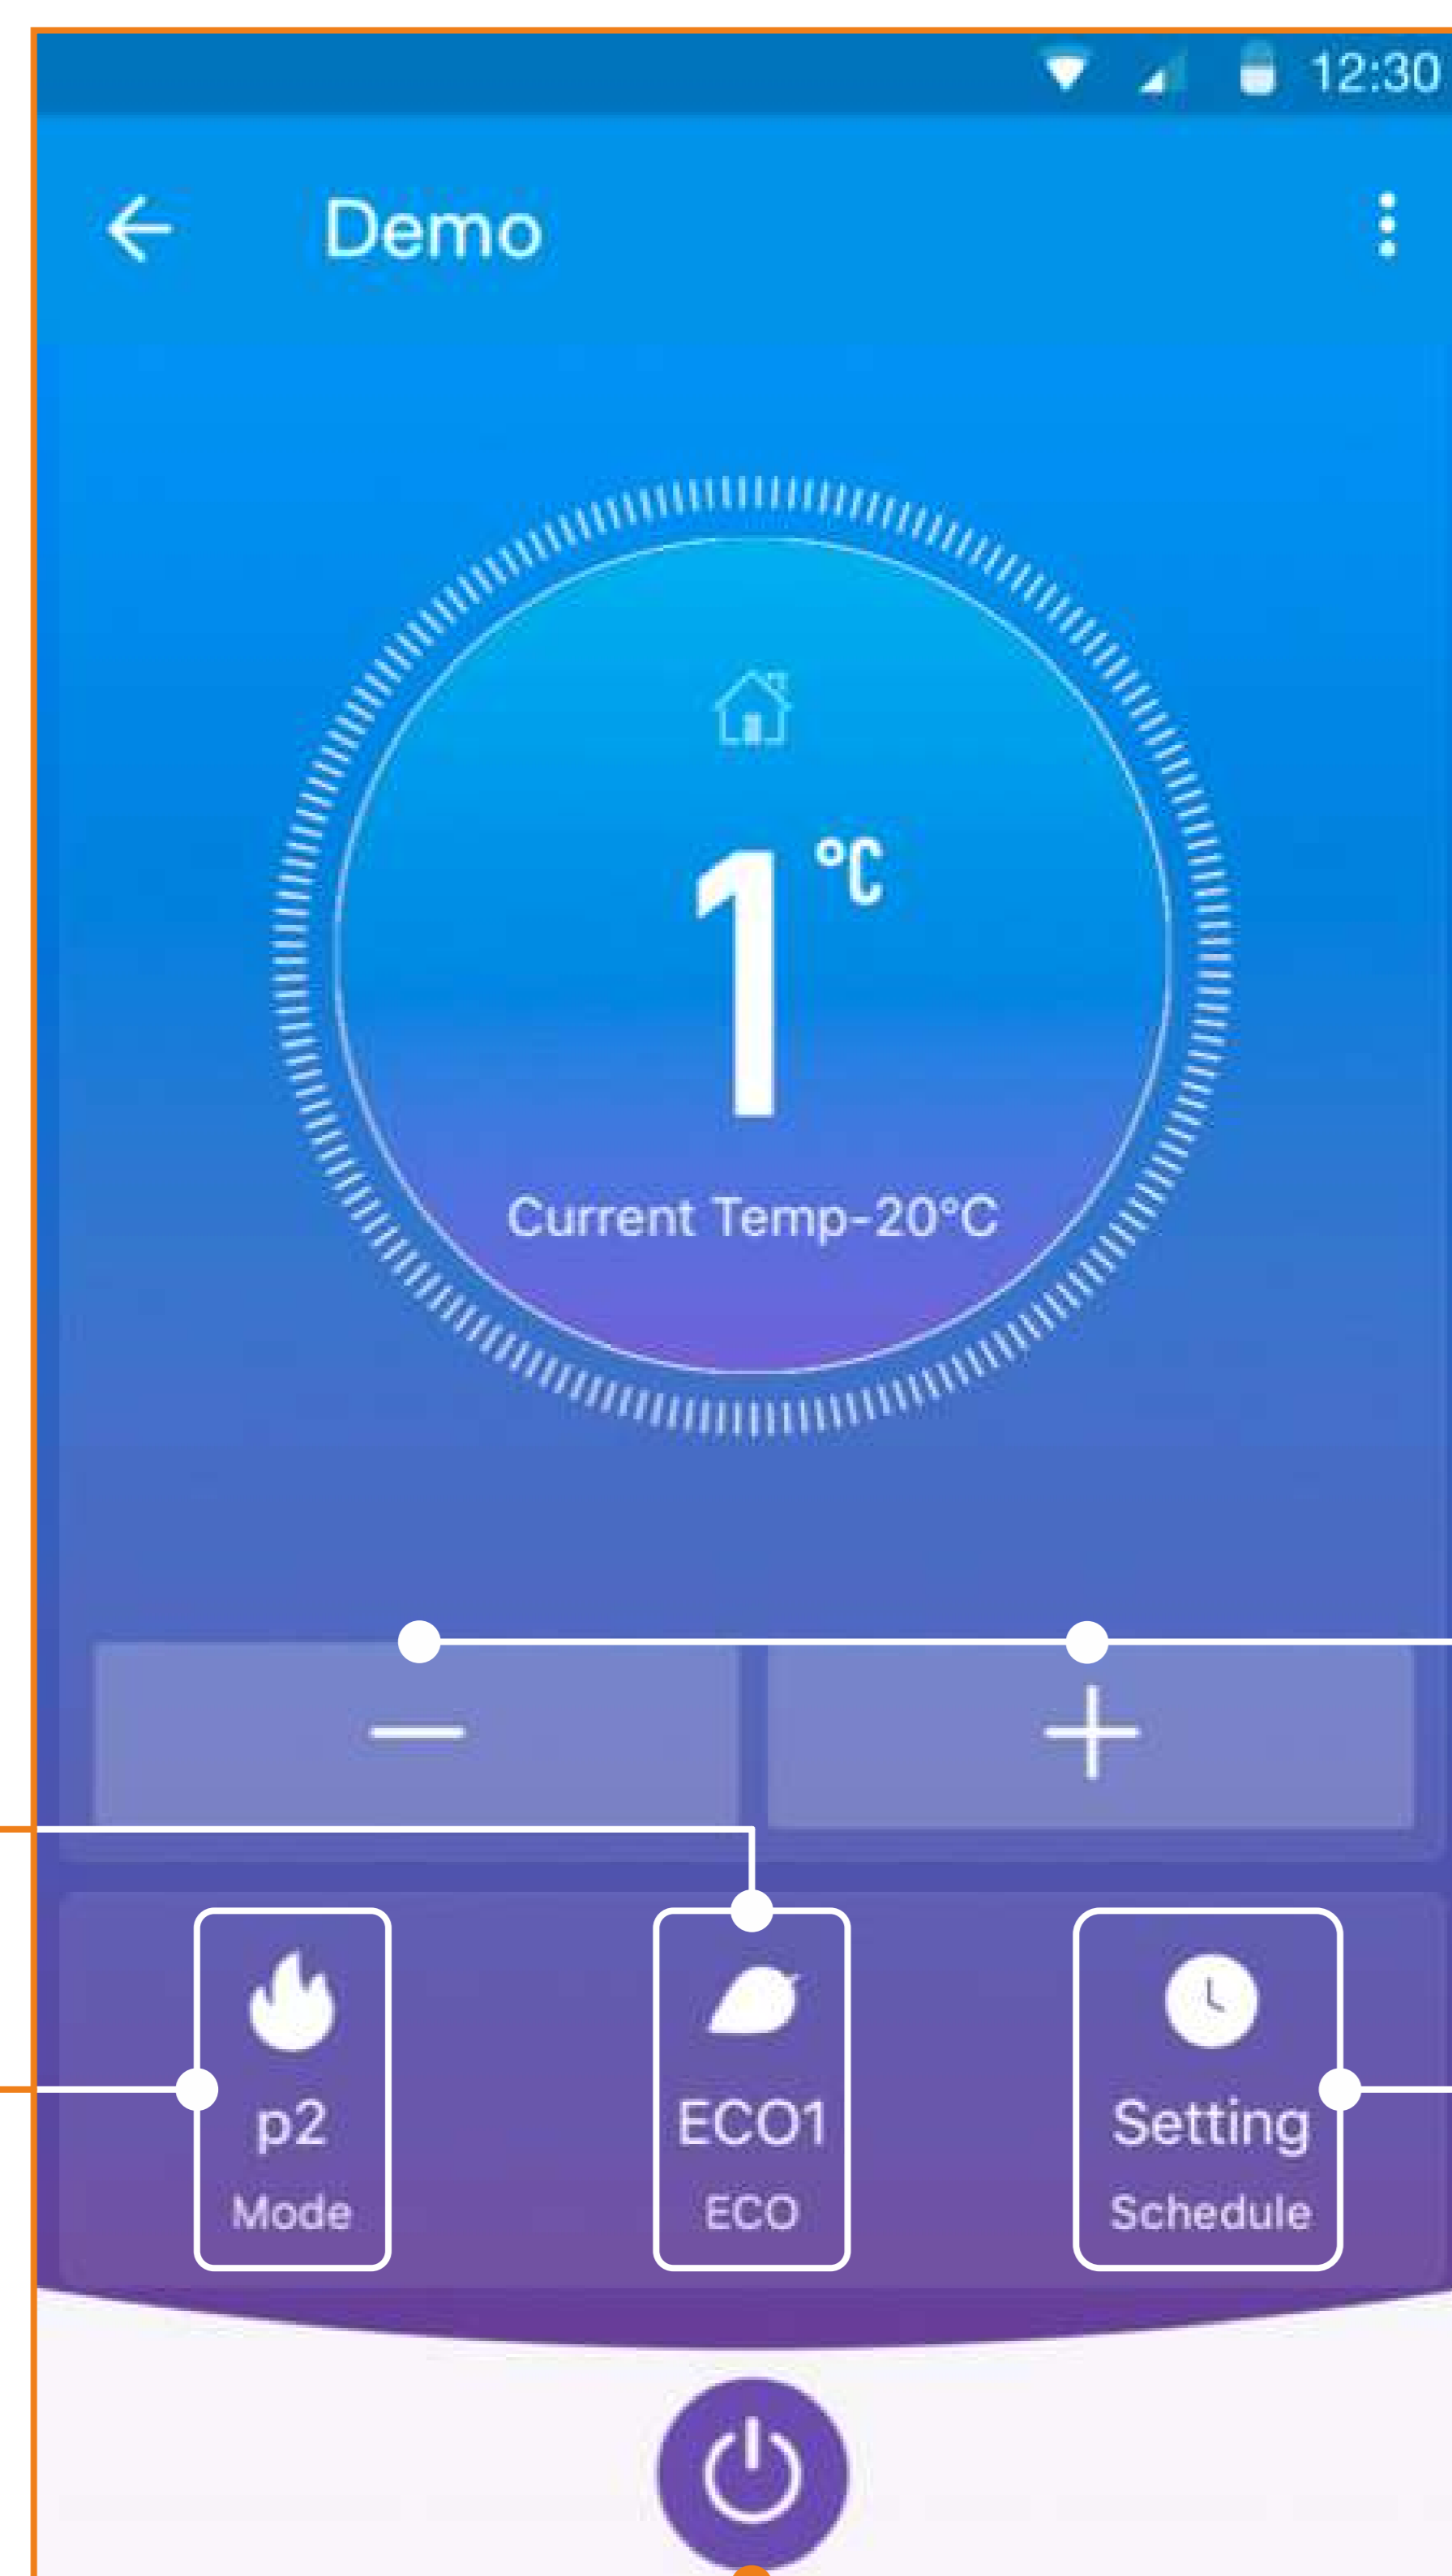 12:30
Demo
1°C
Current Temp-20°C
p2
Mode
ECO1
ECO
Setting
Schedule